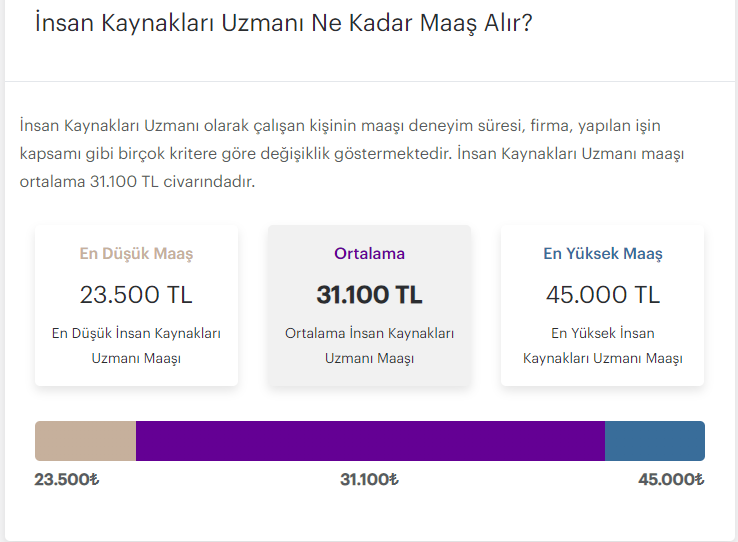 İnsan Kaynakları Uzmanı Ne Kadar Maaş Alır?
İnsan Kaynakları Uzmanı olarak çalışan kişinin maaşı deneyim süresi, firma, yapılan işin
kapsamı gibi birçok kritere göre değişiklik göstermektedir. İnsan Kaynakları Uzmanı maaşı
ortalama 31.100 TL civarındadır.
En Düşük Maaş
23.500 TL
En Düşük İnsan Kaynakları
Uzmanı Maaşı
Ortalama
31.100 TL
Ortalama İnsan Kaynakları
Uzmanı Maaşı
En Yüksek Maaş
45.000 TL
En Yüksek İnsan
Kaynakları Uzmanı Maaşı
23.500₺
31.100₺
45.000₺